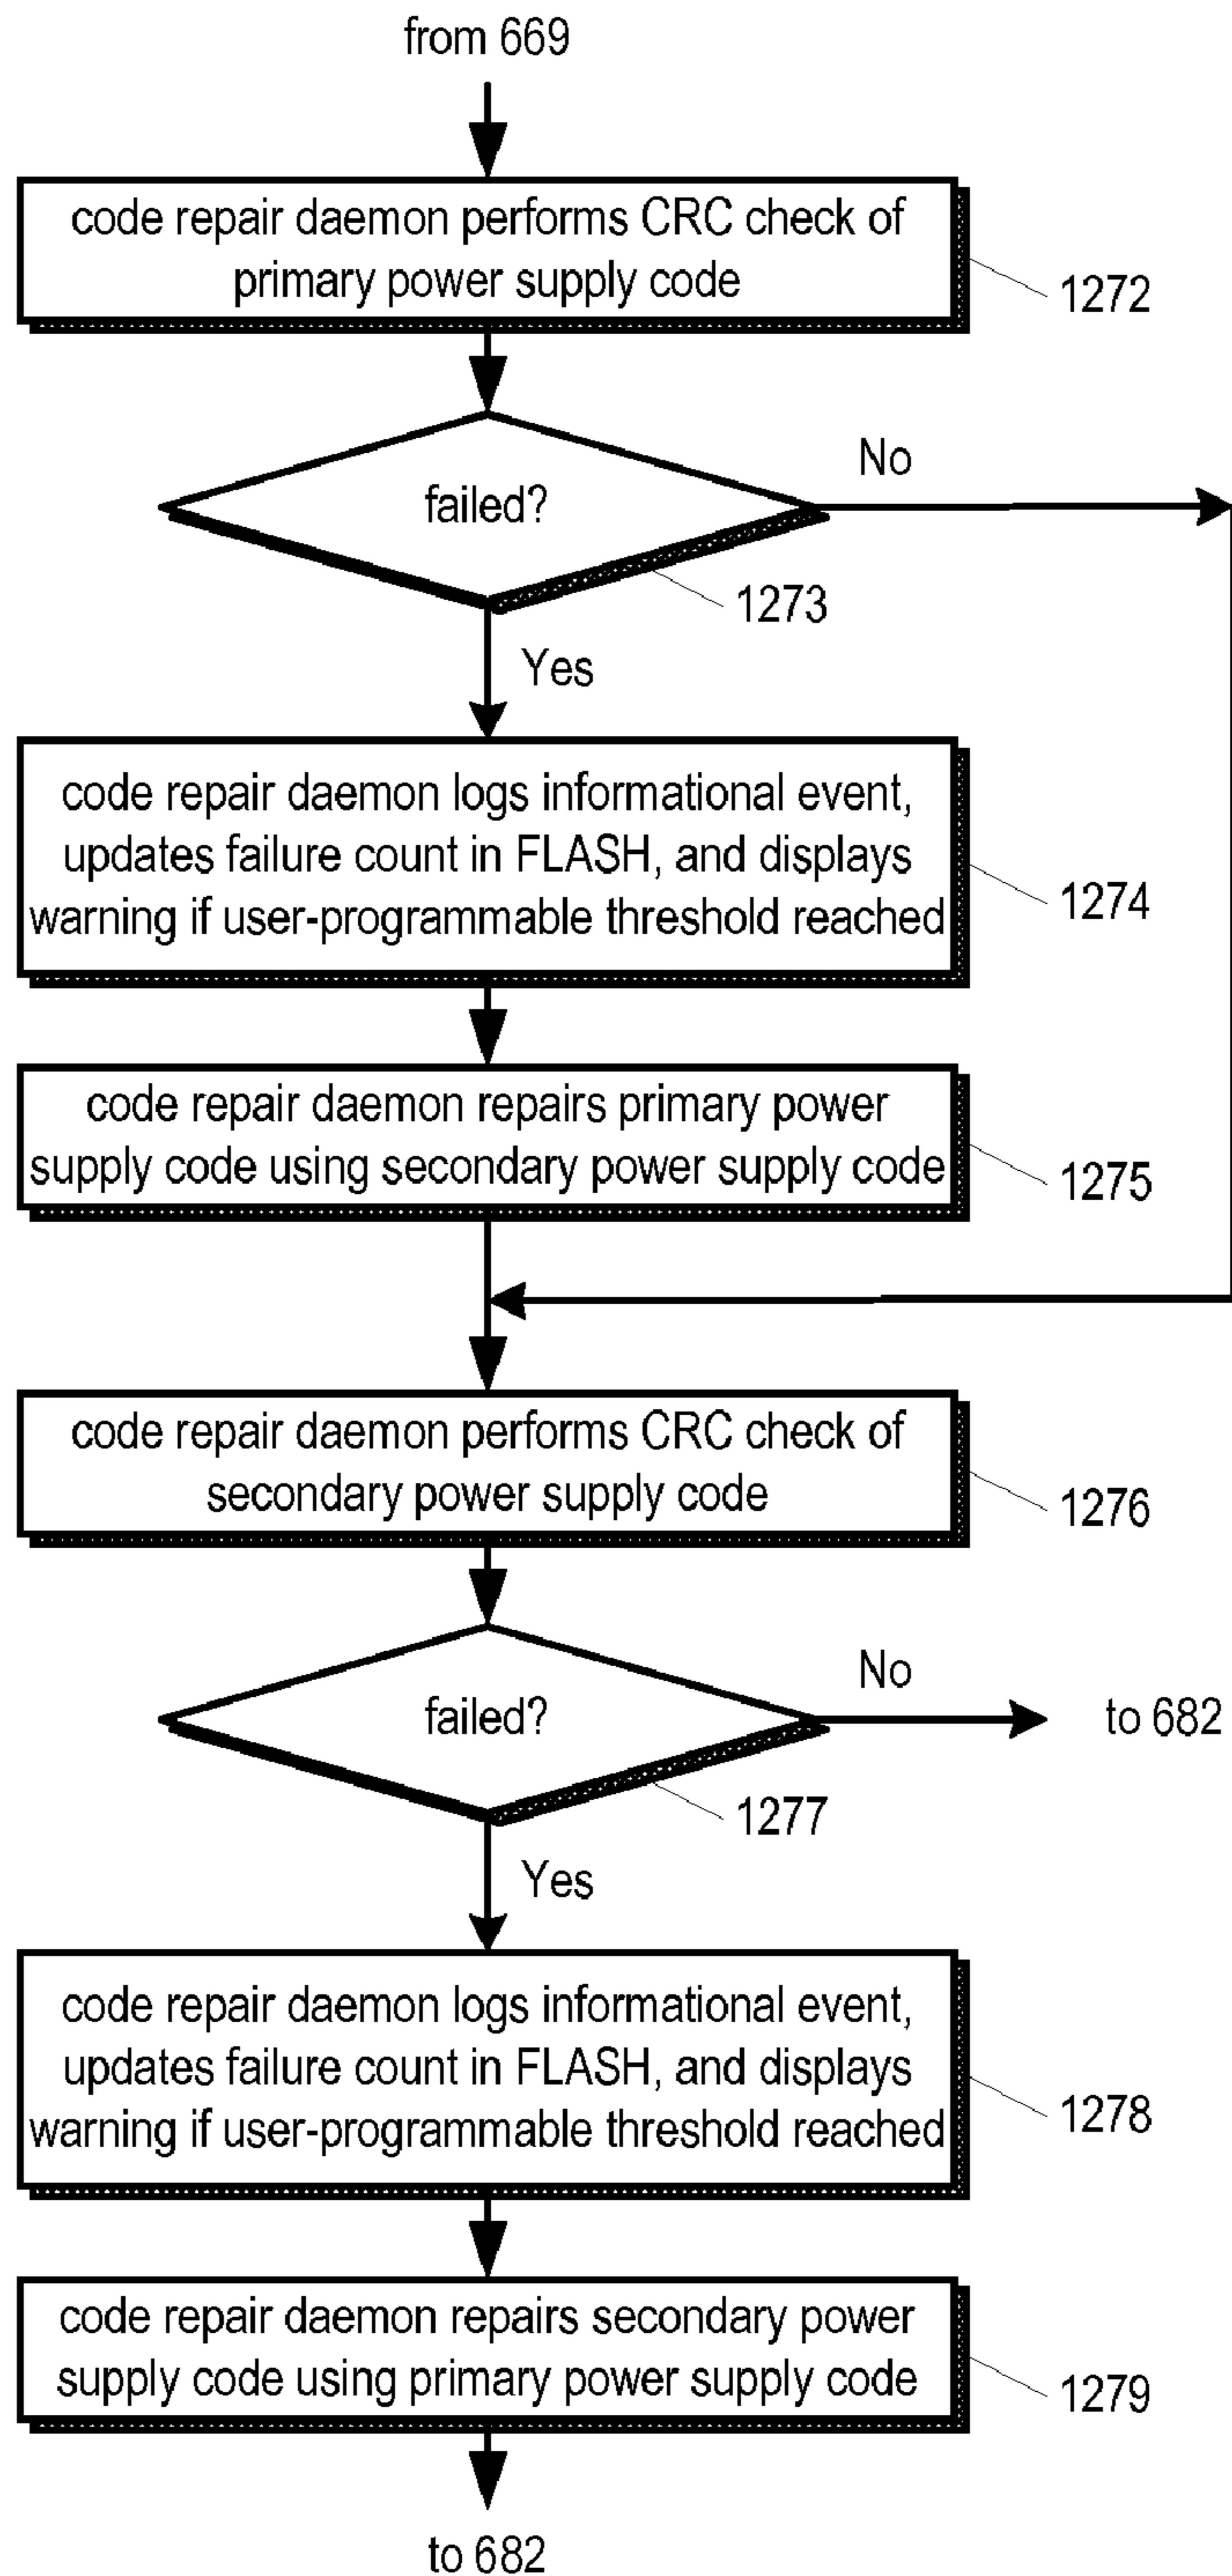 from 669
code repair daemon performs CRC check of
primary power supply code
1272
failed?
No
1273
Yes
code repair daemon logs informational event,
updates failure count in FLASH, and displays
warning if user-programmable threshold reached
1274
code repair daemon repairs primary power
supply code using secondary power supply code
1275
code repair daemon performs CRC check of
secondary power supply code
1276
failed?
No
to 682
1277
Yes
code repair daemon logs informational event,
updates failure count in FLASH, and displays
warning if user-programmable threshold reached
1278
code repair daemon repairs secondary power
supply code using primary power supply code
1279
to 682